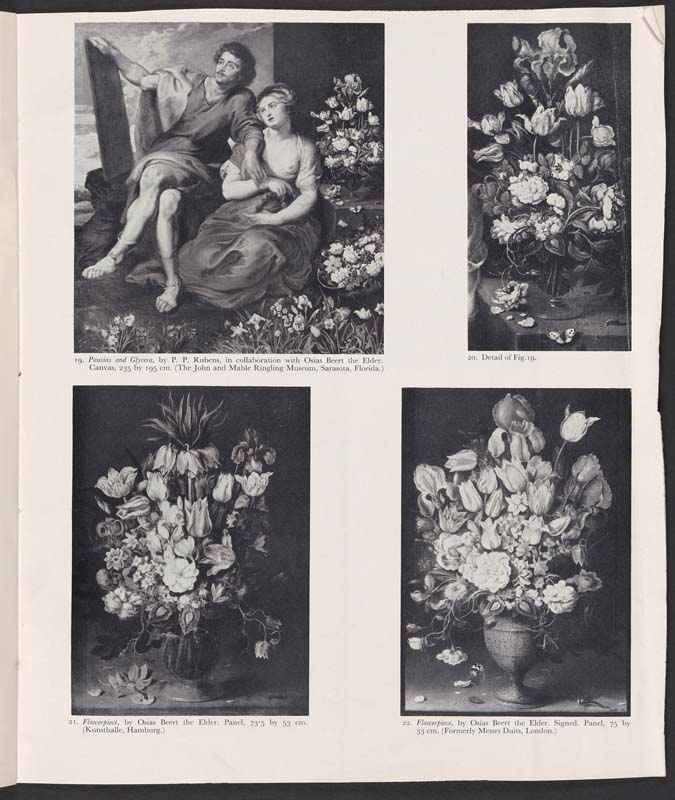 19. Pausias and Glycera, by P. P. Rubens, in collaboration with Osias Beert the Elder.
Canvas, 235 by 195 cm. (The John and Mable Ringling Museum, Sarasota, Florida.)
20. Detail of Fig.19.
21. Flowerpiece, by Osias Beert the Elder. Panel, 73·5 by 53 cm.
(Kunsthalle, Hamburg.)
22. Flowerpiece, by Osias Beert the Elder. Signed. Panel, 75 by
53 cm. (Formerly Messrs Duits, London.)